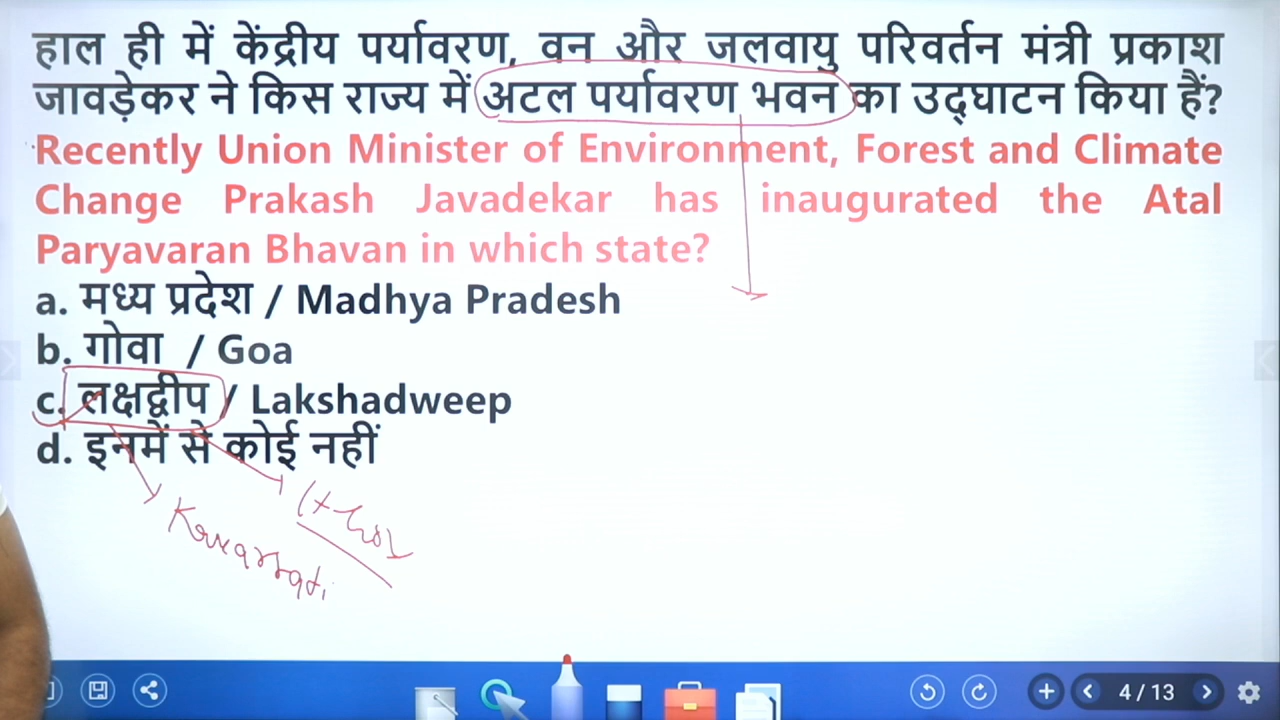 हाल ही में केंद्रीय पर्यावरण, वन और जलवायु परिवर्तन मंत्री प्रकाश
जावड़ेकर ने किस राज्य में अटल पर्यावरण भवन का उद्घाटन किया हैं?
Recently Union Minister of Environment, Forest and Climate
Change Prakash Javadekar has inaugurated the Atal
Paryavaran Bhavan in which state?
a. मध्य प्रदेश / Madhya Pradesh
b. गोवा / Goa
c. लक्षद्वीप / Lakshadweep
d. इनमें से कोई नहीं
Kavarrati
4 / 13